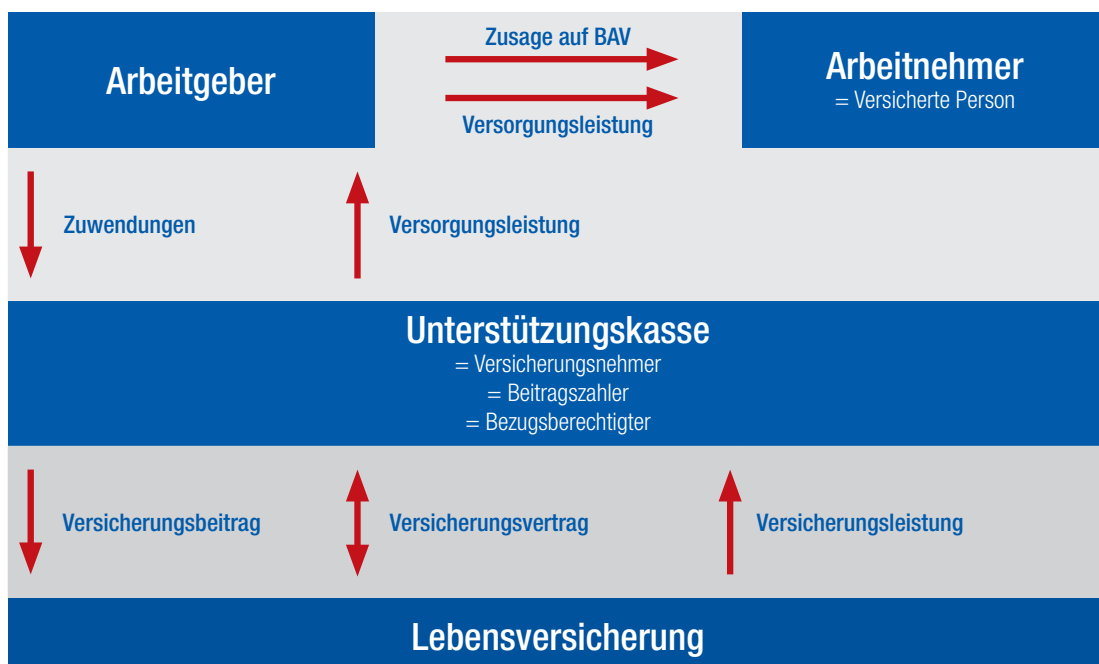 Arbeitgeber
Zusage auf BAV
Versorgungsleistung
Arbeitnehmer
= Versicherte Person
Zuwendungen
Versorgungsleistung
Unterstützungskasse
= Versicherungsnehmer
= Beitragszahler
= Bezugsberechtigter
Versicherungsbeitrag
Versicherungsvertrag
Versicherungsleistung
Lebensversicherung